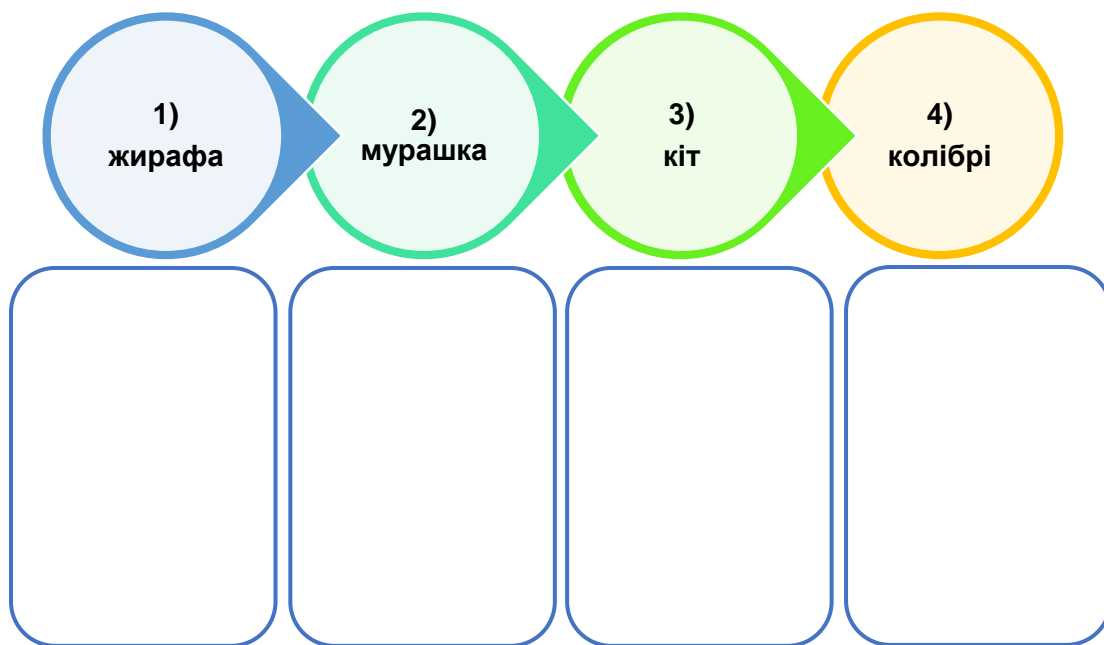 1)
жирафа
2)
мурашка
3)
кіт
4)
колібрі